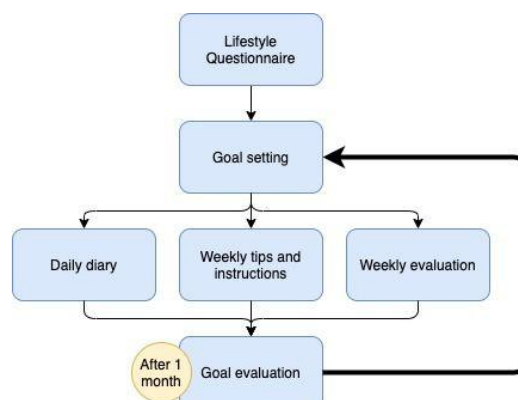 Lifestyle
Questionnaire
Goal setting
Daily diary
Weekly tips and
instructions
Weekly evaluation
After 1
month
Goal evaluation